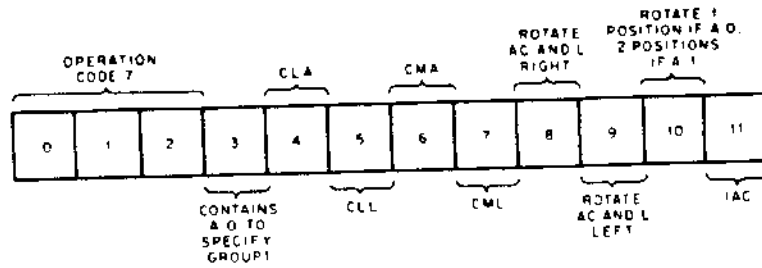 OPERATION
CODE 7
CLA
CMA
ROTATE
AC AND L
RIGHT
ROTATE 1
POSITION IF A 0,
2 POSITIONS
IF A 1
0 1 2 3 4 5 6 7 8 9 10 11
CONTAINS
A 0 TO
SPECIFY
GROUP 1
CLL
CML
ROTATE
AC AND L
LEFT
IAC